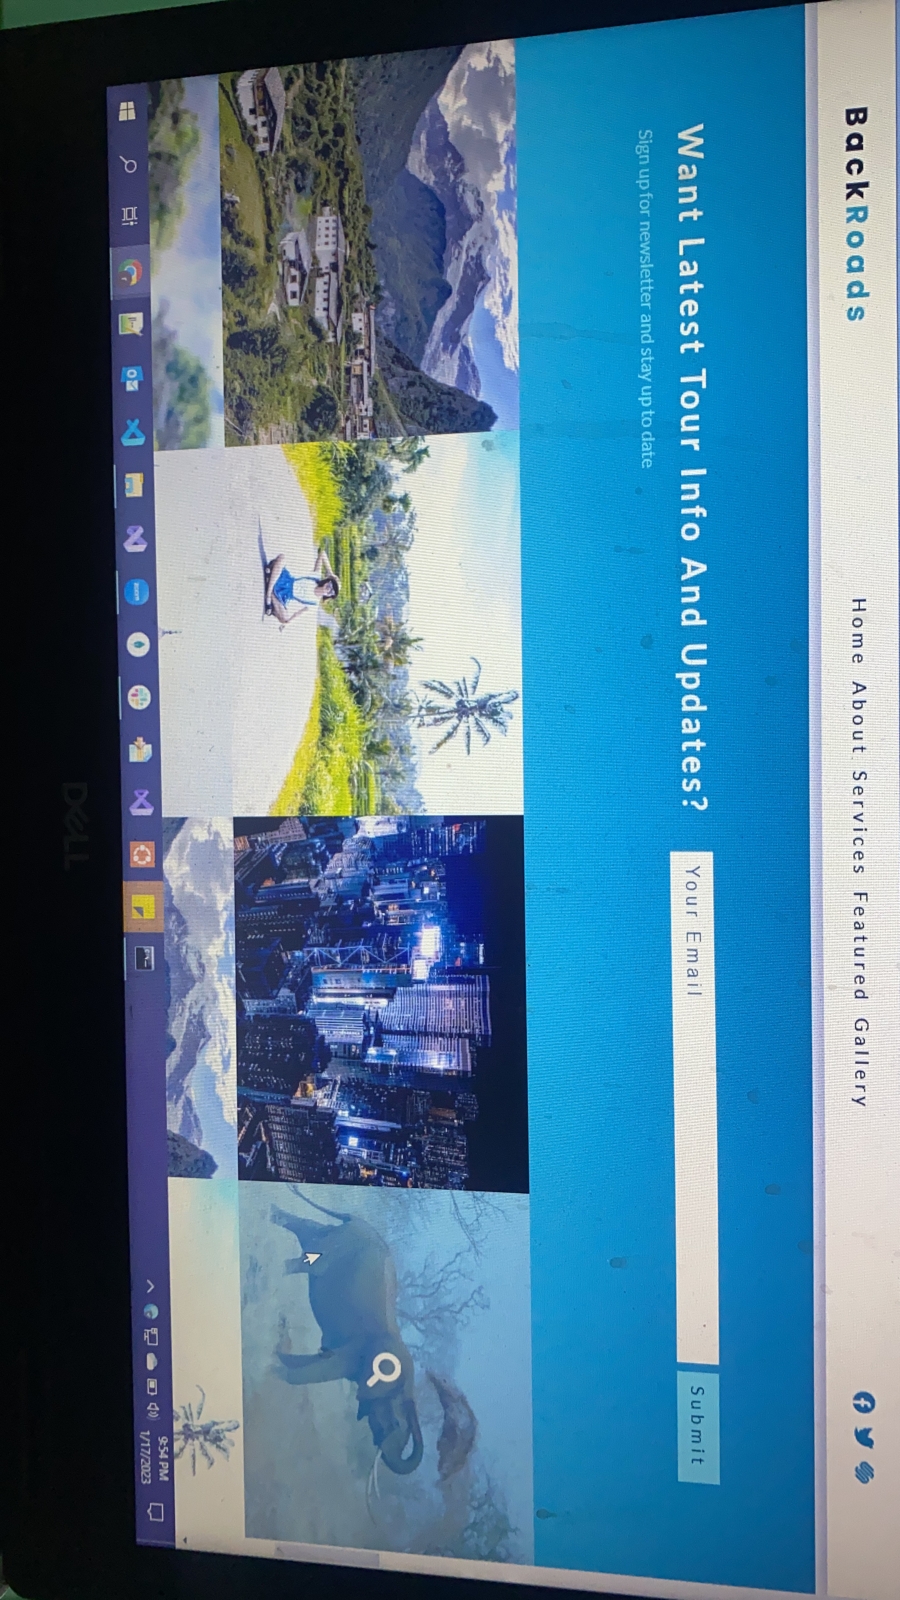 BackRoads
Home About Services Featured Gallery
Want Latest Tour Info And Updates?
Sign up for newsletter and stay up to date
Your Email
Submit
zoom
9:54 PM
1/17/2023
DELL